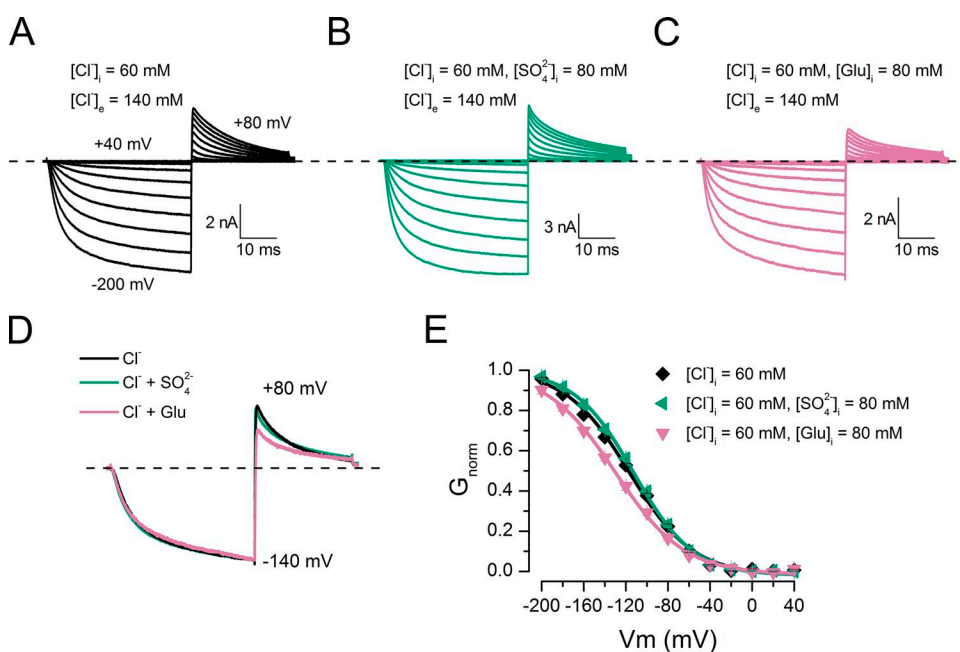 A
[Cl⁻]ᵢ = 60 mM
[Cl⁻]ₑ = 140 mM
+40 mV
+80 mV
2 nA
10 ms
-200 mV
B
[Cl⁻]ᵢ = 60 mM, [SO₄²⁻]ᵢ = 80 mM
[Cl⁻]ₑ = 140 mM
3 nA
10 ms
C
[Cl⁻]ᵢ = 60 mM, [Glu]ᵢ = 80 mM
[Cl⁻]ₑ = 140 mM
2 nA
10 ms
D
Cl⁻
Cl⁻ + SO₄²⁻
Cl⁻ + Glu
+80 mV
-140 mV
E
[Cl⁻]ᵢ = 60 mM
[Cl⁻]ᵢ = 60 mM, [SO₄²⁻]ᵢ = 80 mM
[Cl⁻]ᵢ = 60 mM, [Glu]ᵢ = 80 mM
Gnorm
1.0
0.8
0.6
0.4
0.2
0.0
-200 -160 -120 -80 -40 0 40
Vm (mV)